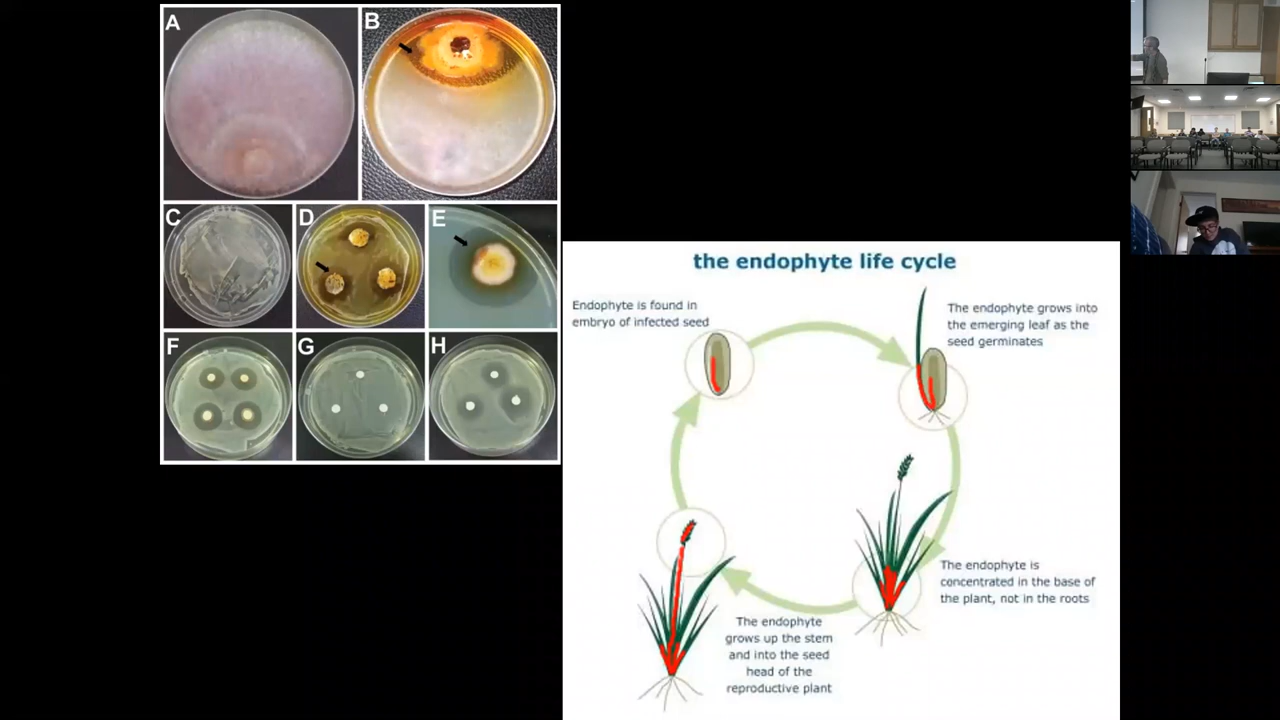 A
B
C
D
E
F
G
H
the endophyte life cycle
Endophyte is found in
embryo of infected seed
The endophyte grows into
the emerging leaf as the
seed germinates
The endophyte is
concentrated in the base of
the plant, not in the roots
The endophyte
grows up the stem
and into the seed
head of the
reproductive plant